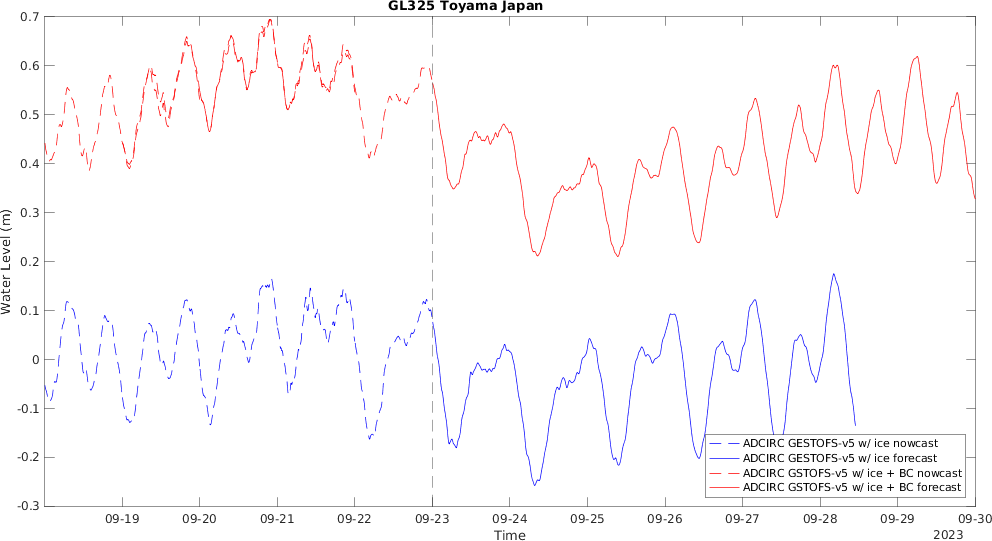 GL325 Toyama Japan
0.7
0.6
0.5
0.4
0.3
0.2
0.1
0
-0.1
-0.2
-0.3
Water Level (m)
ADCIRC GESTOFS-v5 w/ ice nowcast
ADCIRC GESTOFS-v5 w/ ice forecast
ADCIRC GSTOFS-v5 w/ ice + BC nowcast
ADCIRC GSTOFS-v5 w/ ice + BC forecast
09-19 09-20 09-21 09-22 09-23 09-24 09-25 09-26 09-27 09-28 09-29 09-30
Time
2023